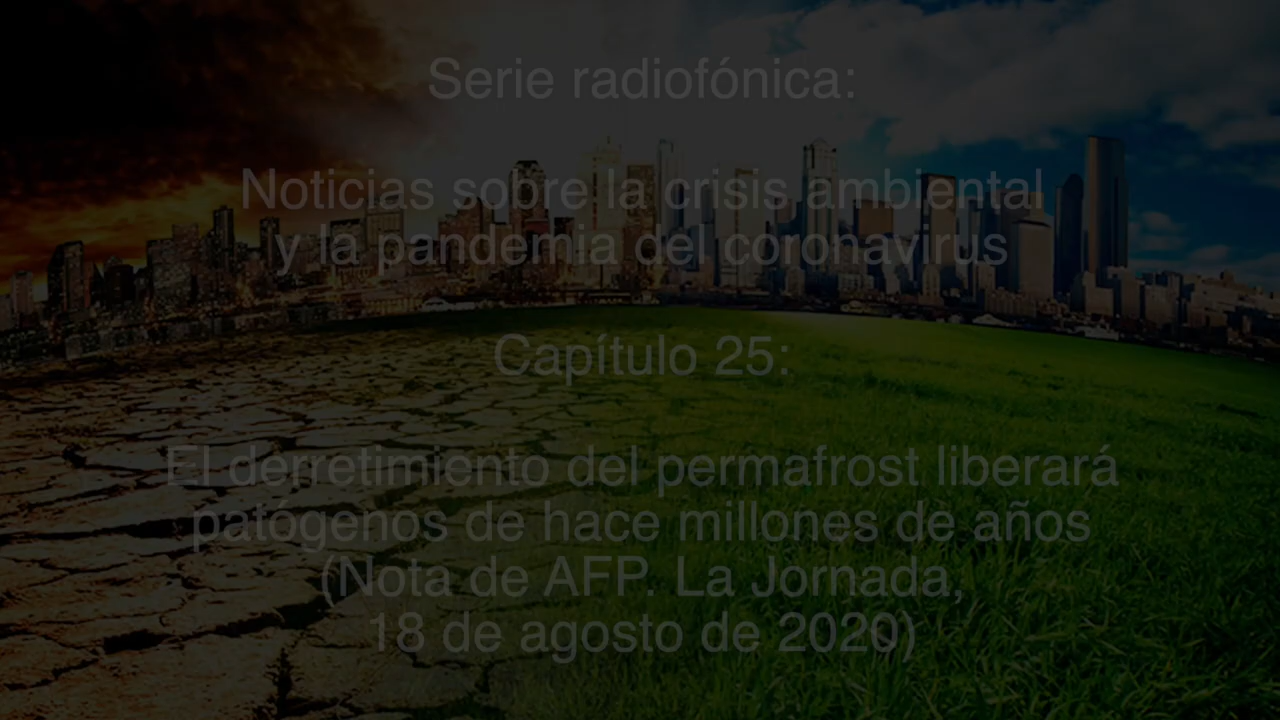 Serie radiofónica:
Noticias sobre la crisis ambiental
y la pandemia de coronavirus
Capítulo 25:
El derretimiento del permafrost liberará
patógenos de hace millones de años
(Nota de AFP. La Jornada,
18 de agosto de 2020)